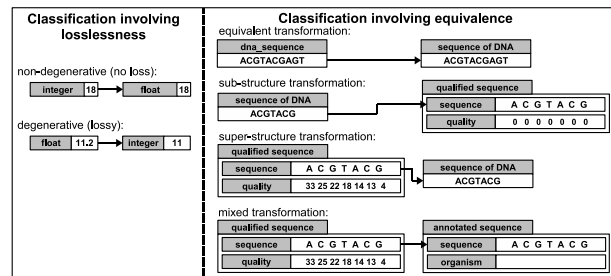 Classification involving
losslessness
non-degenerative (no loss):
integer 18 float 18
degenerative (lossy):
float 11.2 integer 11
Classification involving equivalence
equivalent transformation:
dna_sequence sequence of DNA
ACGTACGAGT ACGTACGAGT
sub-structure transformation:
sequence of DNA qualified sequence
ACGTACG sequence A C G T A C G
quality 0 0 0 0 0 0 0
super-structure transformation:
qualified sequence
sequence A C G T A C G sequence of DNA
quality 33 25 22 18 14 13 4 ACGTACG
mixed transformation:
qualified sequence annotated sequence
sequence A C G T A C G sequence A C G T A C G
quality 33 25 22 18 14 13 4 organism